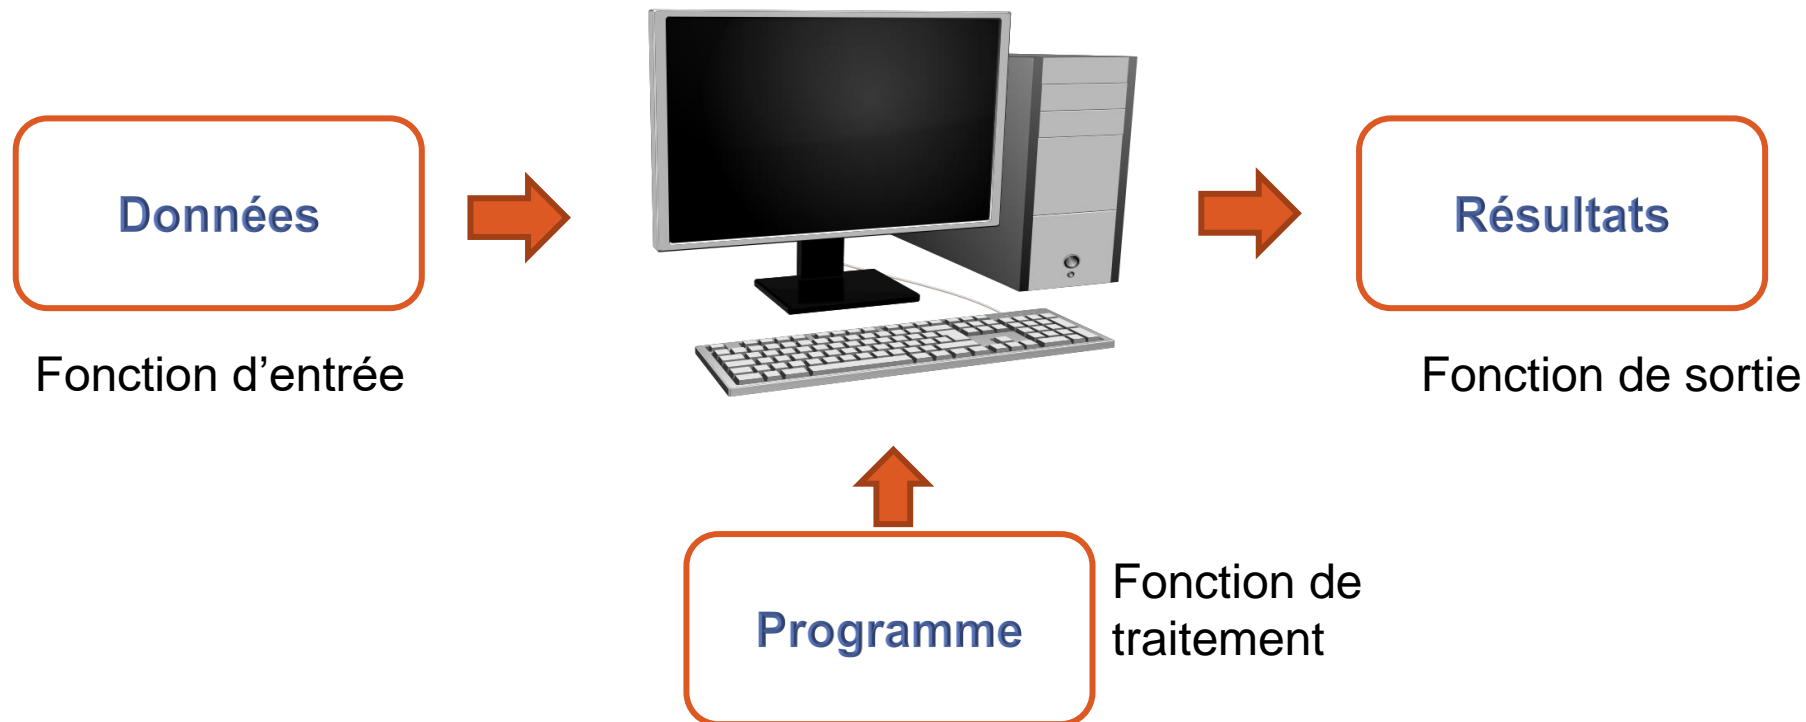 Données
Résultats
Fonction d’entrée
Fonction de sortie
Programme
Fonction de
traitement